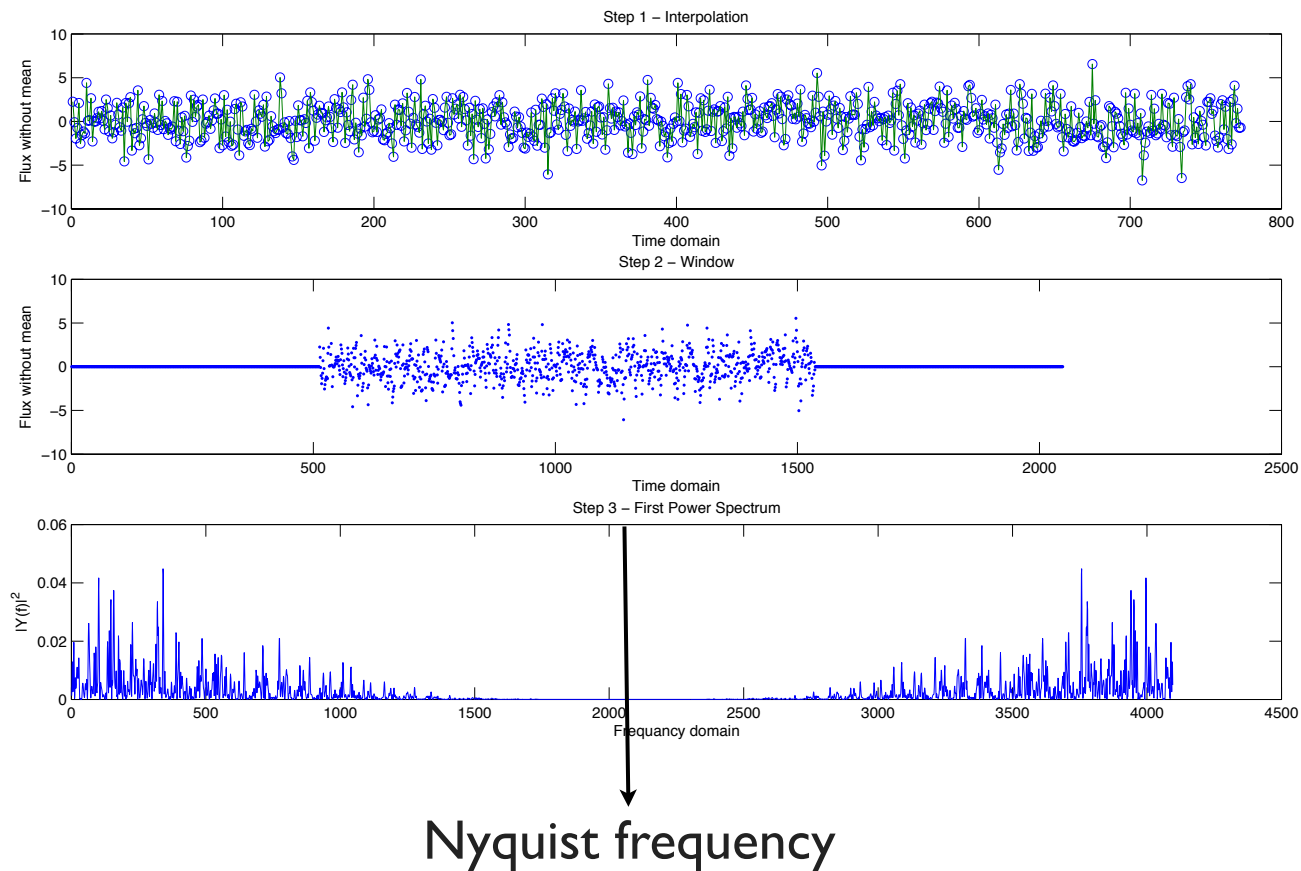 Step 1 – Interpolation
Flux without mean
10
5
0
−5
−10
0 100 200 300 400 500 600 700 800
Time domain
Step 2 – Window
Flux without mean
10
5
0
−5
−10
0 500 1000 1500 2000 2500
Time domain
Step 3 – First Power Spectrum
|Y(f)|²
0.06
0.04
0.02
0
0 500 1000 1500 2000 2500 3000 3500 4000 4500
Frequancy domain
Nyquist frequency